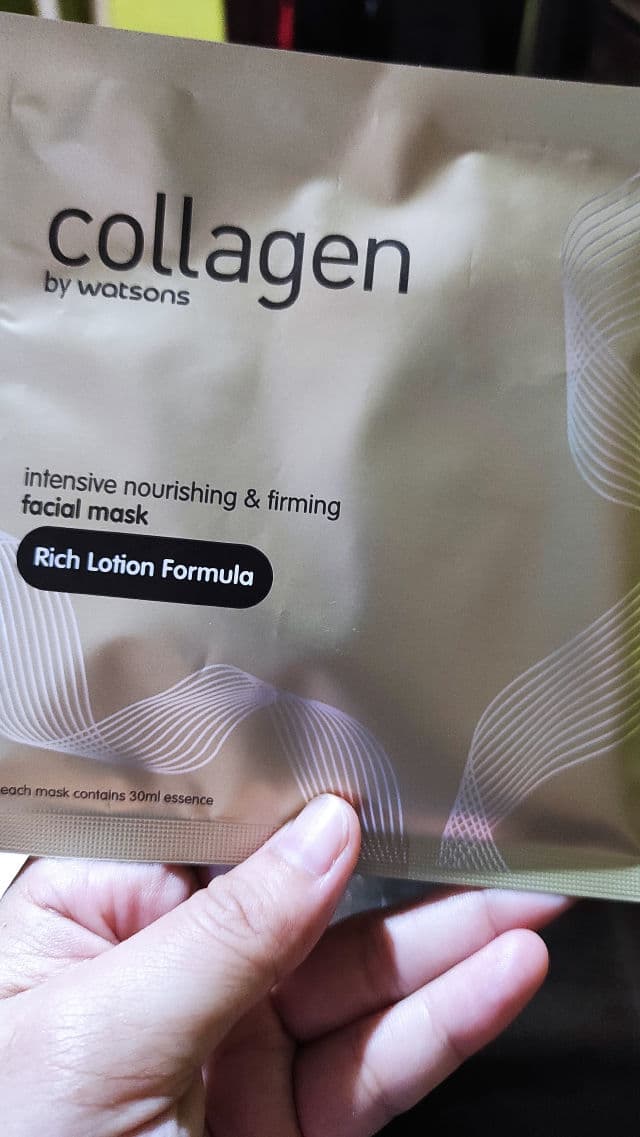 collagen
by watsons
intensive nourishing & firming
facial mask
Rich Lotion Formula
each mask contains 30ml essence